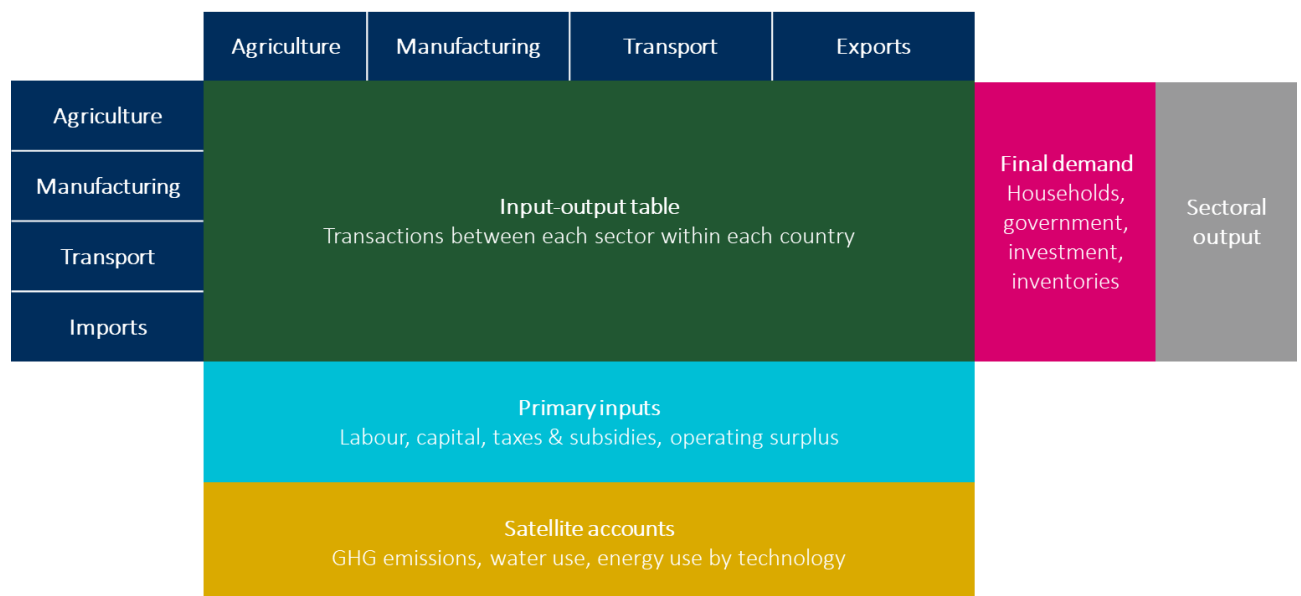 Agriculture
Manufacturing
Transport
Exports
Agriculture
Manufacturing
Transport
Imports
Input-output table
Transactions between each sector within each country
Final demand
Households,
government,
investment,
inventories
Sectoral
output
Primary inputs
Labour, capital, taxes & subsidies, operating surplus
Satellite accounts
GHG emissions, water use, energy use by technology